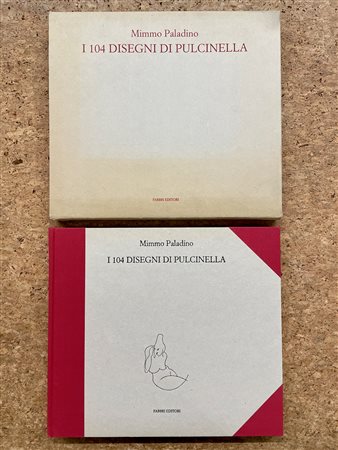 Mimmo Paladino
I 104 DISEGNI DI PULCINELLA
FABBRI EDITORI
Mimmo Paladino
I 104 DISEGNI DI PULCINELLA
FABBRI EDITORI